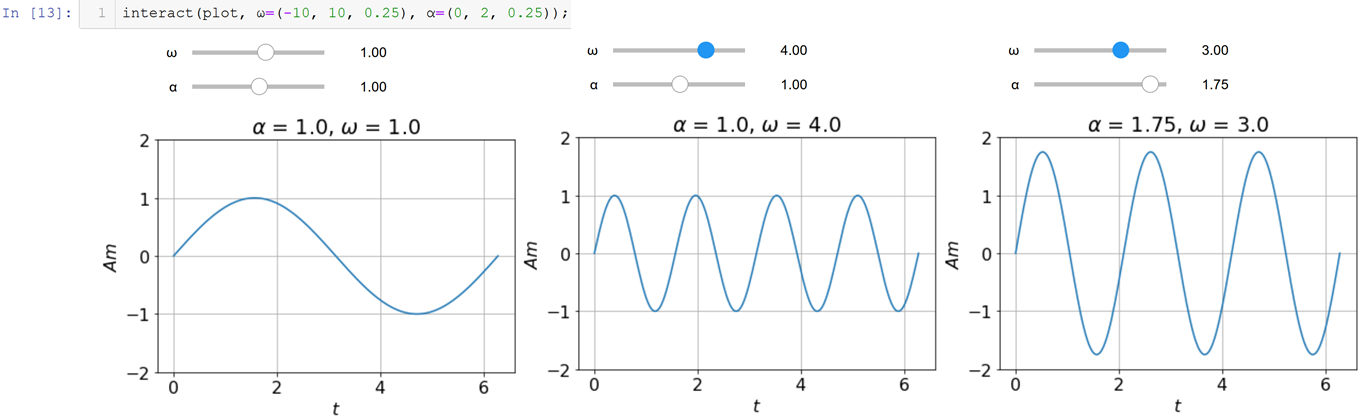 In [13]: 1 interact(plot, ω=(-10, 10, 0.25), α=(0, 2, 0.25));
ω 1.00
α 1.00
α = 1.0, ω = 1.0
2
1
0
−1
−2
Am
0 2 4 6
t
ω 4.00
α 1.00
α = 1.0, ω = 4.0
2
1
0
−1
−2
Am
0 2 4 6
t
ω 3.00
α 1.75
α = 1.75, ω = 3.0
2
1
0
−1
−2
Am
0 2 4 6
t